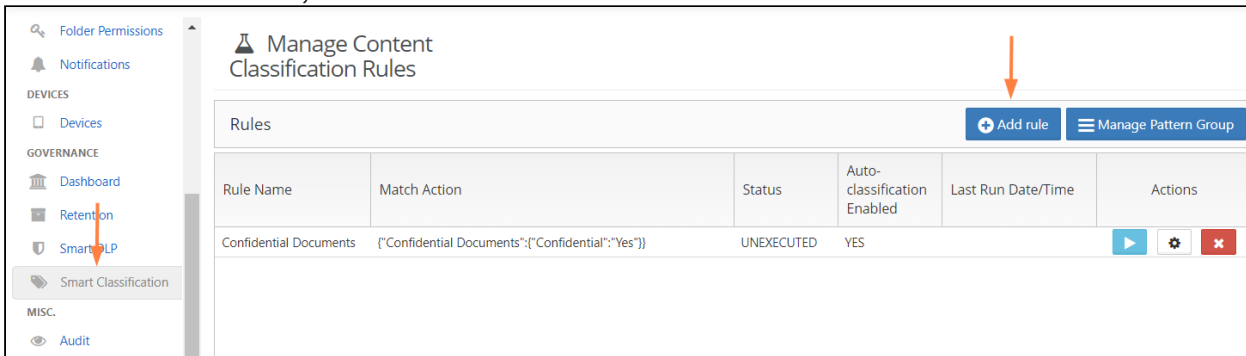 Folder Permissions
Notifications
DEVICES
Devices
GOVERNANCE
Dashboard
Retention
Smart DLP
Smart Classification
MISC.
Audit
Manage Content
Classification Rules
Rules
Add rule
Manage Pattern Group
Rule Name Match Action Status Auto-classification Enabled Last Run Date/Time Actions
Confidential Documents {"Confidential Documents":{"Confidential":"Yes"}} UNEXECUTED YES